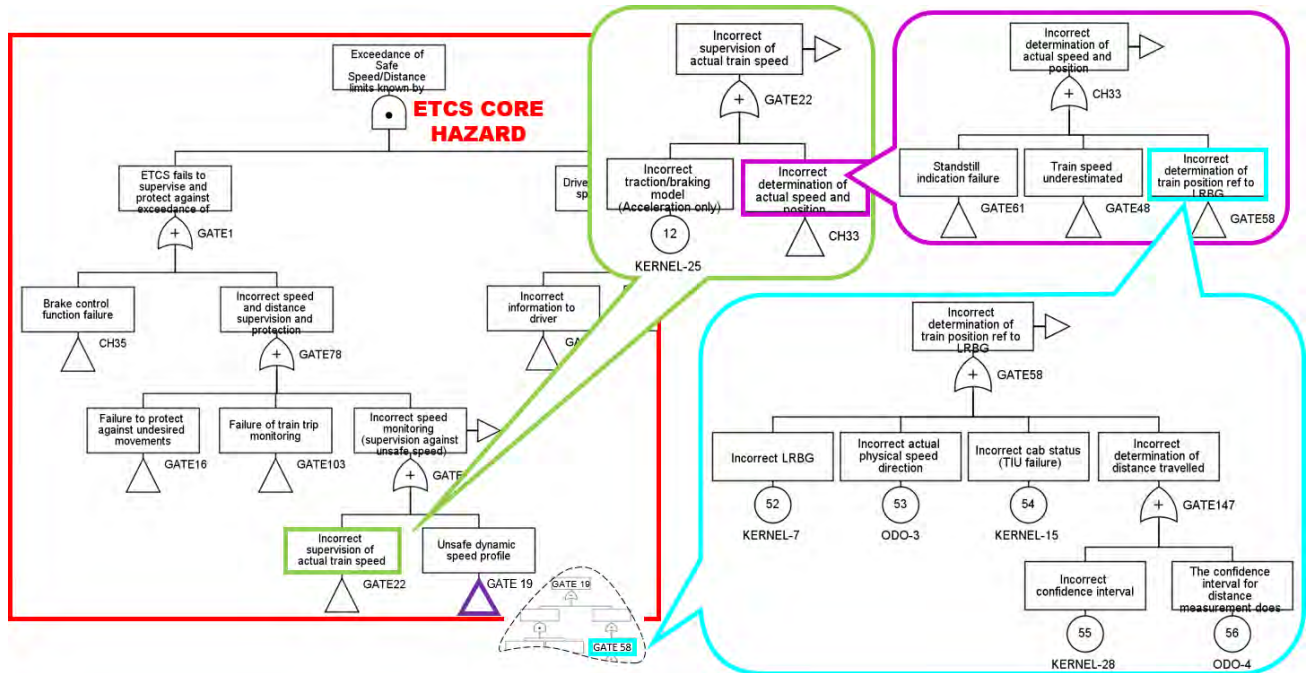 Exceedance of
Safe
Speed/Distance
limits known by
ETCS CORE
HAZARD
ETCS fails to
supervise and
protect against
exceedance of
GATE1
Brake control
function failure
CH35
Incorrect speed
and distance
supervision and
protection
GATE78
Incorrect
information to
driver
Failure to protect
against undesired
movements
GATE16
Failure of train trip
monitoring
GATE103
Incorrect speed
monitoring
(supervision against
unsafe speed)
Incorrect
supervision of
actual train speed
GATE22
Unsafe dynamic
speed profile
GATE 19
GATE 19
GATE 58
Incorrect
supervision of
actual train speed
GATE22
Incorrect
traction/braking
model
(Acceleration only)
12
KERNEL-25
Incorrect
determination of
actual speed and
position
CH33
Incorrect
determination of
actual speed and
position
CH33
Standstill
indication failure
GATE61
Train speed
underestimated
GATE48
Incorrect
determination of
train position ref to
LRBG
GATE58
Incorrect
determination of
train position ref to
LRBG
GATE58
Incorrect LRBG
52
KERNEL-7
Incorrect actual
physical speed
direction
53
ODO-3
Incorrect cab status
(TIU failure)
54
KERNEL-15
Incorrect
determination of
distance travelled
GATE147
Incorrect
confidence interval
55
KERNEL-28
The confidence
interval for
distance
measurement does
56
ODO-4